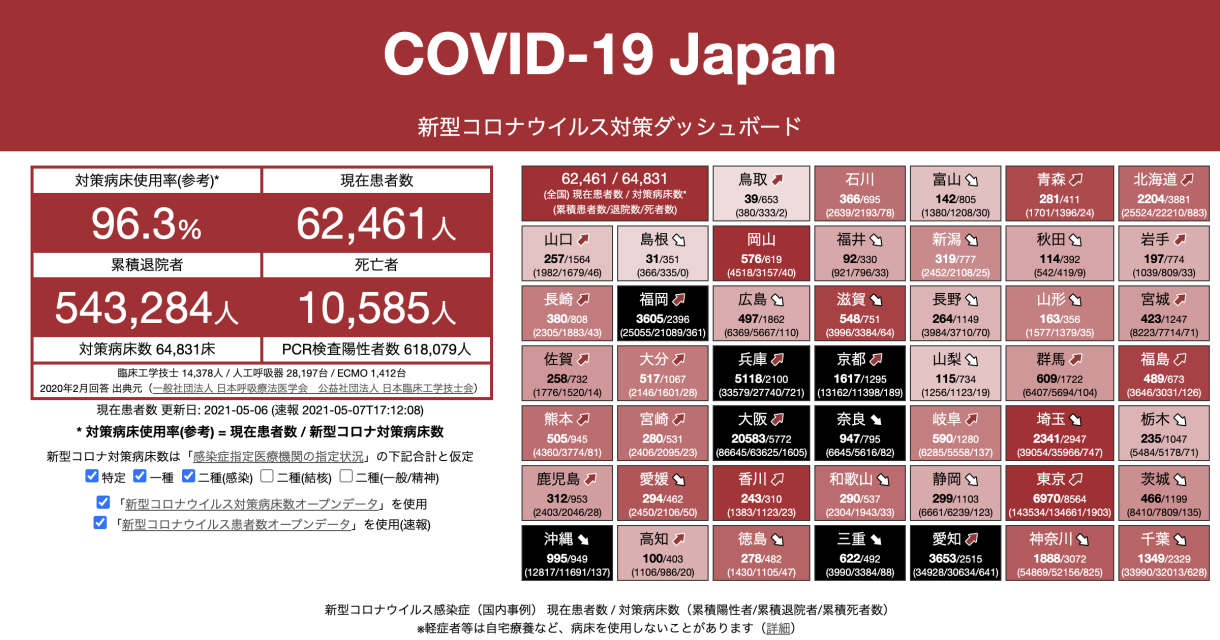 COVID-19 Japan
新型コロナウイルス対策ダッシュボード
対策病床使用率(参考)*
現在患者数
96.3%
62,461人
累積退院者
死亡者
543,284人
10,585人
対策病床数 64,831床
PCR検査陽性者数 618,079人
臨床工学技士 14,378人 / 人工呼吸器 28,197台 / ECMO 1,412台
2020年2月回答 出典元（一般社団法人 日本呼吸療法医学会　公益社団法人 日本臨床工学技士会）
現在患者数 更新日: 2021-05-06 (速報 2021-05-07T17:12:08)
* 対策病床使用率(参考) = 現在患者数 / 新型コロナ対策病床数
新型コロナ対策病床数は「感染症指定医療機関の指定状況」の下記合計と仮定
特定 一種 二種(感染) 二種(結核) 二種(一般/精神)
「新型コロナウイルス対策病床数オープンデータ」を使用
「新型コロナウイルス患者数オープンデータ」を使用(速報)
62,461 / 64,831
(全国) 現在患者数 / 対策病床数*
(累積患者数/退院数/死者数)
鳥取
39/653
(380/333/2)
石川
366/695
(2639/2193/78)
富山
142/805
(1380/1208/30)
青森
281/411
(1701/1396/24)
北海道
2204/3881
(25524/22210/883)
山口
257/1564
(1982/1679/46)
島根
31/351
(366/335/0)
岡山
576/619
(4518/3157/40)
福井
92/330
(921/796/33)
新潟
319/777
(2452/2108/25)
秋田
114/392
(542/419/9)
岩手
197/774
(1039/809/33)
長崎
380/808
(2305/1883/43)
福岡
3605/2396
(25055/21089/361)
広島
497/1862
(6369/5667/110)
滋賀
548/751
(3996/3384/64)
長野
264/1149
(3984/3710/70)
山形
163/356
(1577/1379/35)
宮城
423/1247
(8223/7714/71)
佐賀
258/732
(1776/1520/14)
大分
517/1067
(2146/1601/28)
兵庫
5118/2100
(33579/27740/721)
京都
1617/1295
(13162/11398/189)
山梨
115/734
(1256/1123/19)
群馬
609/1722
(6407/5694/104)
福島
489/673
(3646/3031/126)
熊本
505/945
(4360/3774/81)
宮崎
280/531
(2406/2095/23)
大阪
20583/5772
(86645/63625/1605)
奈良
947/795
(6645/5616/82)
岐阜
590/1280
(6285/5558/137)
埼玉
2341/2947
(39054/35966/747)
栃木
235/1047
(5484/5178/71)
鹿児島
312/953
(2403/2046/28)
愛媛
294/462
(2450/2106/50)
香川
243/310
(1383/1123/23)
和歌山
290/537
(2304/1943/33)
静岡
299/1103
(6661/6239/123)
東京
6970/8564
(143534/134661/1903)
茨城
466/1199
(8410/7809/135)
沖縄
995/949
(12817/11691/137)
高知
100/403
(1106/986/20)
徳島
278/482
(1430/1105/47)
三重
622/492
(3990/3384/88)
愛知
3653/2515
(34928/30634/641)
神奈川
1888/3072
(54869/52156/825)
千葉
1349/2329
(33990/32013/628)
新型コロナウイルス感染症（国内事例） 現在患者数 / 対策病床数（累積陽性者/累積退院者/累積死者数）
※軽症者等は自宅療養など、病床を使用しないことがあります（詳細）